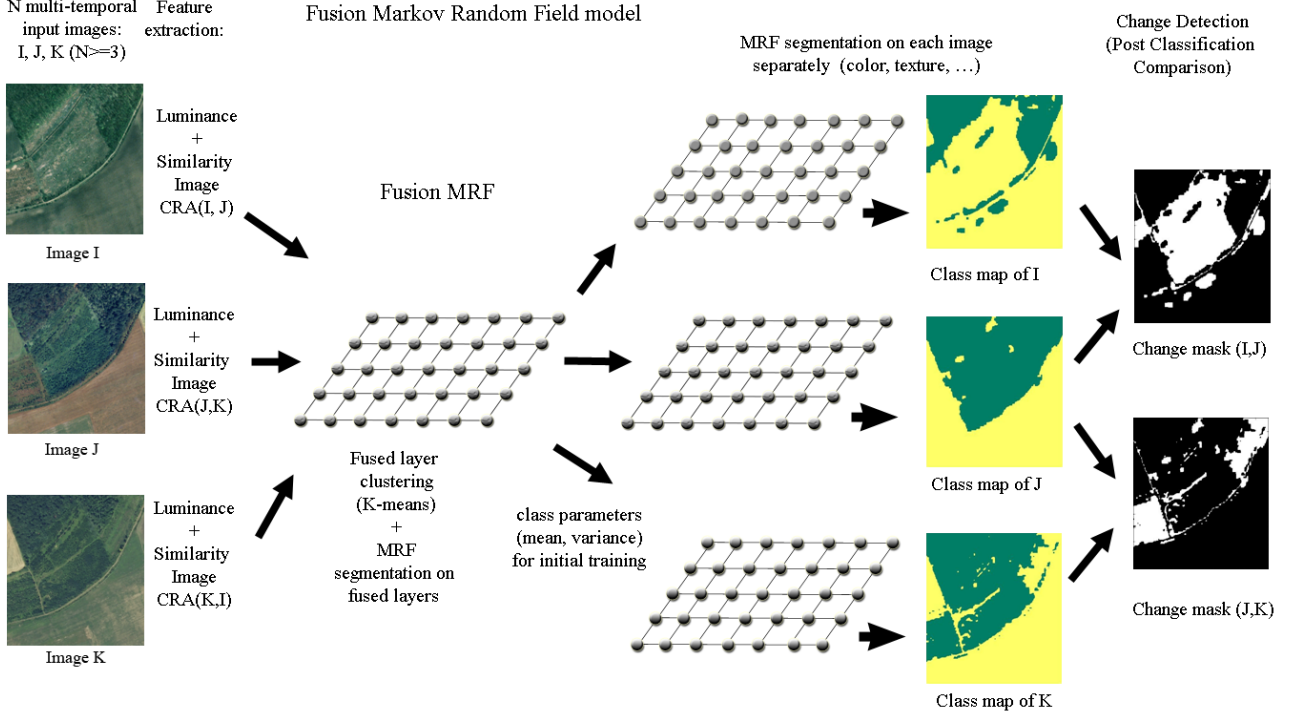 N multi-temporal
input images:
I, J, K (N>=3)
Feature
extraction:
Fusion Markov Random Field model
MRF segmentation on each image
separately (color, texture, …)
Change Detection
(Post Classification
Comparison)
Luminance
+
Similarity
Image
CRA(I, J)
Image I
Fusion MRF
Class map of I
Luminance
+
Similarity
Image
CRA(J,K)
Image J
Change mask (I,J)
Fused layer
clustering
(K-means)
+
MRF
segmentation on
fused layers
class parameters
(mean, variance)
for initial training
Class map of J
Luminance
+
Similarity
Image
CRA(K,I)
Image K
Change mask (J,K)
Class map of K